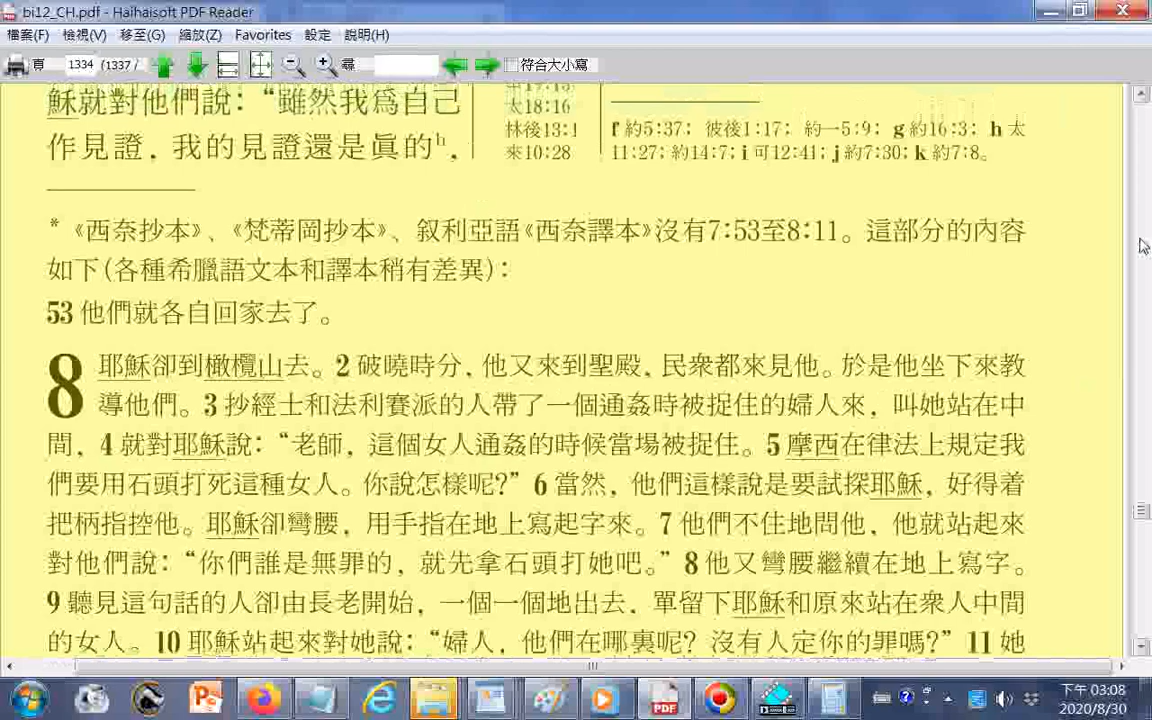 bi12_CH.pdf - Haihaisoft PDF Reader
檔案(F) 檢視(V) 移至(G) 縮放(Z) Favorites 設定 說明(H)
頁 1334 (1337 / 尋 符合大小寫
穌就對他們說：“雖然我爲自己
作見證，我的見證還是眞的h，
太18:16
林後13:1
來10:28
f 約5:37；彼後1:17；約一5:9；g 約16:3；h 太
11:27；約14:7；i 可12:41；j 約7:30；k 約7:8。
*《西奈抄本》、《梵蒂岡抄本》、叙利亞語《西奈譯本》沒有7:53至8:11。這部分的內容
如下(各種希臘語文本和譯本稍有差異)：
53 他們就各自回家去了。
8 耶穌卻到橄欖山去。2 破曉時分，他又來到聖殿，民衆都來見他。於是他坐下來教
導他們。3 抄經士和法利賽派的人帶了一個通姦時被捉住的婦人來，叫她站在中
間，4 就對耶穌說：“老師，這個女人通姦的時候當場被捉住。5 摩西在律法上規定我
們要用石頭打死這種女人。你說怎樣呢？”6 當然，他們這樣說是要試探耶穌，好得着
把柄指控他。耶穌卻彎腰，用手指在地上寫起字來。7 他們不住地問他，他就站起來
對他們說：“你們誰是無罪的，就先拿石頭打她吧。”8 他又彎腰繼續在地上寫字。
9 聽見這句話的人卻由長老開始，一個一個地出去，單留下耶穌和原來站在衆人中間
的女人。10 耶穌站起來對她說：“婦人，他們在哪裏呢？沒有人定你的罪嗎？”11 她
下午 03:08
2020/8/30